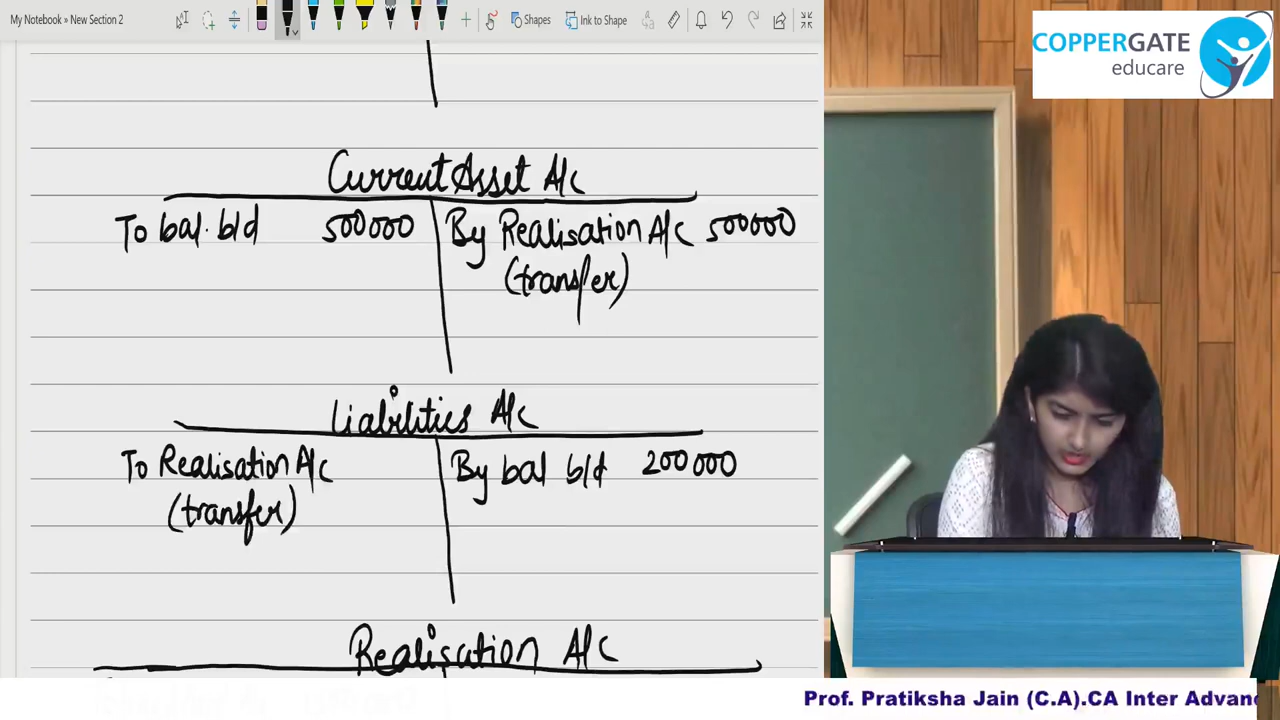 My Notebook » New Section 2
Shapes
Ink to Shape
COPPERGATE
educare
Current Asset A/c
To bal. b/d 500000 By Realisation A/c 500000
(transfer)
Liabilities A/c
To Realisation A/c By bal b/d 200000
(transfer)
Realisation A/c
Prof. Pratiksha Jain (C.A).CA Inter Advanc